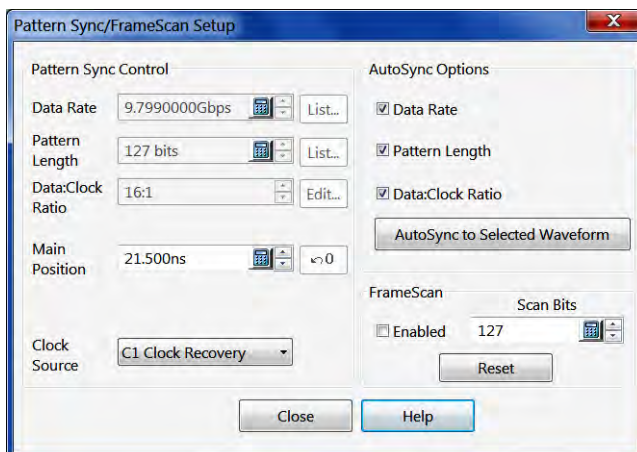 Pattern Sync/FrameScan Setup
Pattern Sync Control
Data Rate 9.7990000Gbps List...
Pattern Length 127 bits List...
Data:Clock Ratio 16:1 Edit...
Main Position 21.500ns 0
Clock Source C1 Clock Recovery
AutoSync Options
Data Rate
Pattern Length
Data:Clock Ratio
AutoSync to Selected Waveform
FrameScan
Scan Bits
Enabled 127
Reset
Close Help